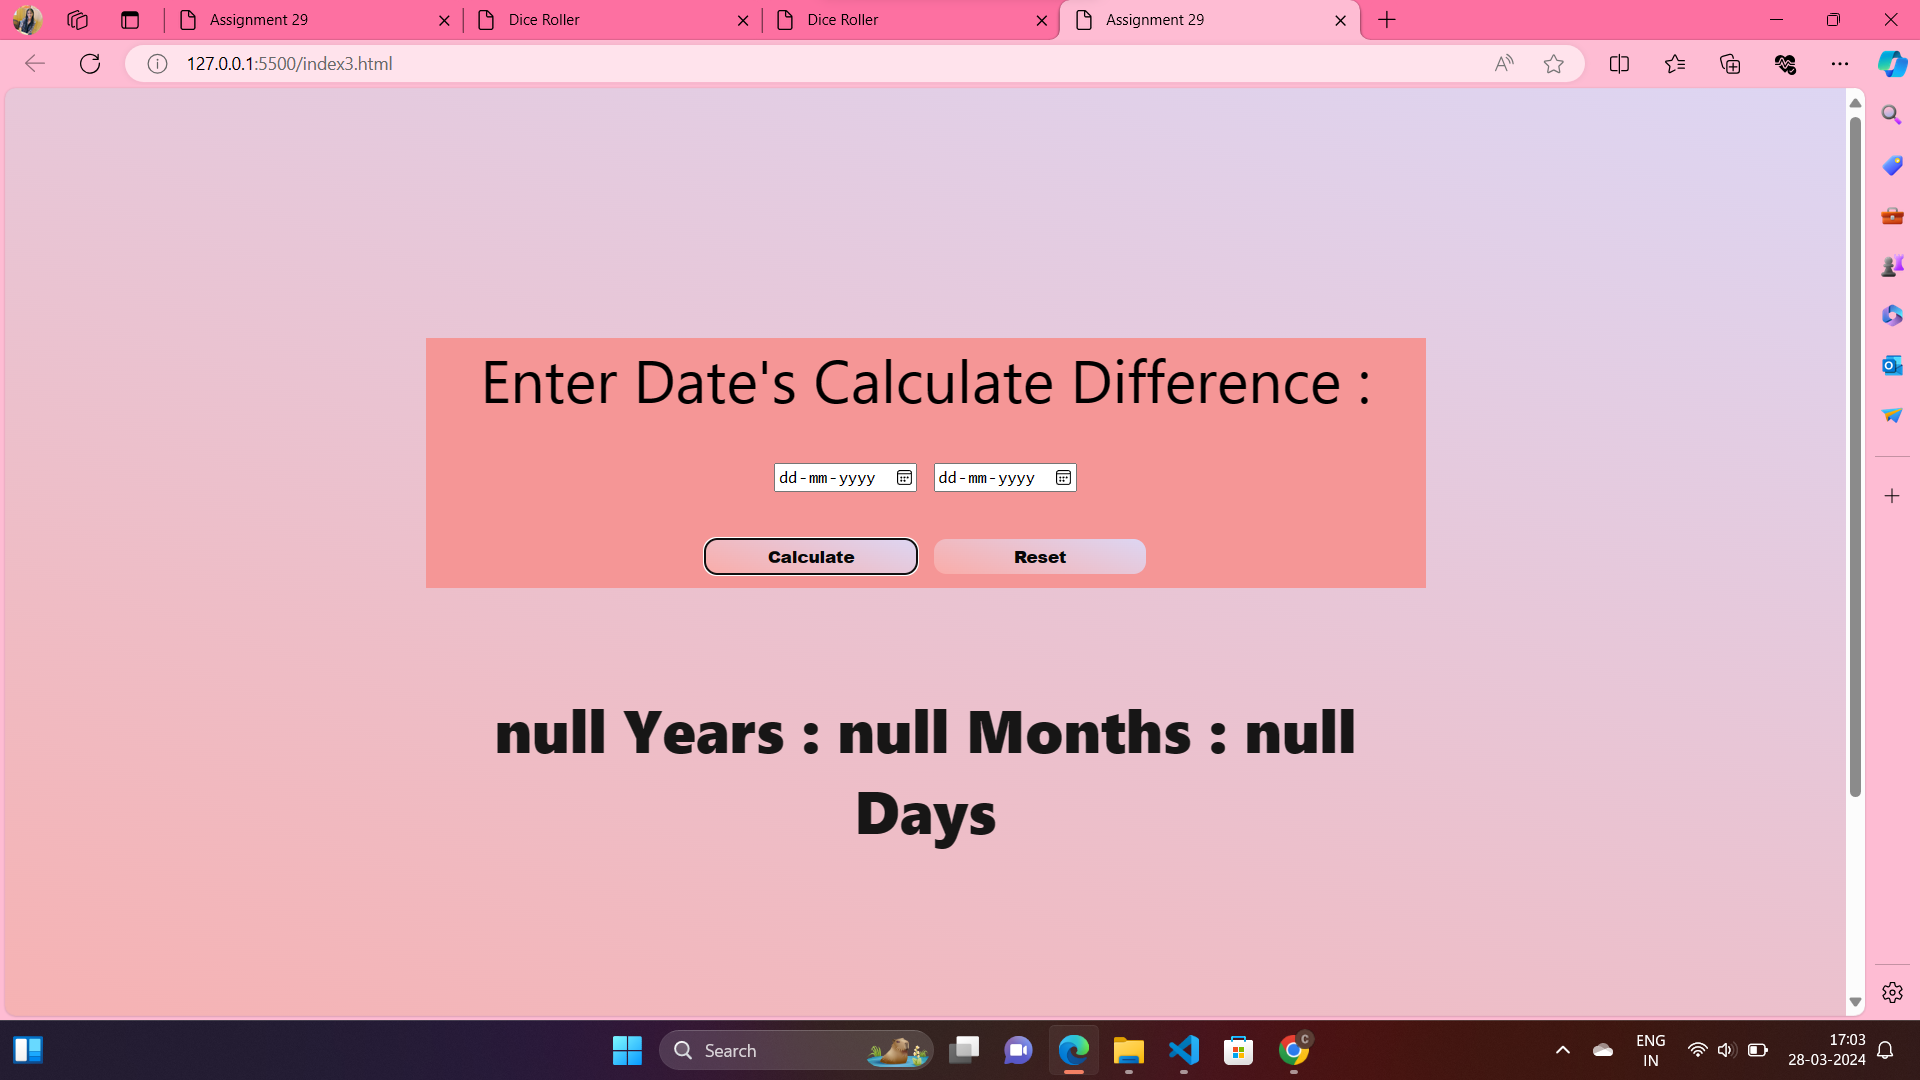 Assignment 29
Dice Roller
Dice Roller
Assignment 29
127.0.0.1:5500/index3.html
Enter Date's Calculate Difference :
dd-mm-yyyy
dd-mm-yyyy
Calculate
Reset
null Years : null Months : null
Days
Search
C
ENG
IN
17:03
28-03-2024